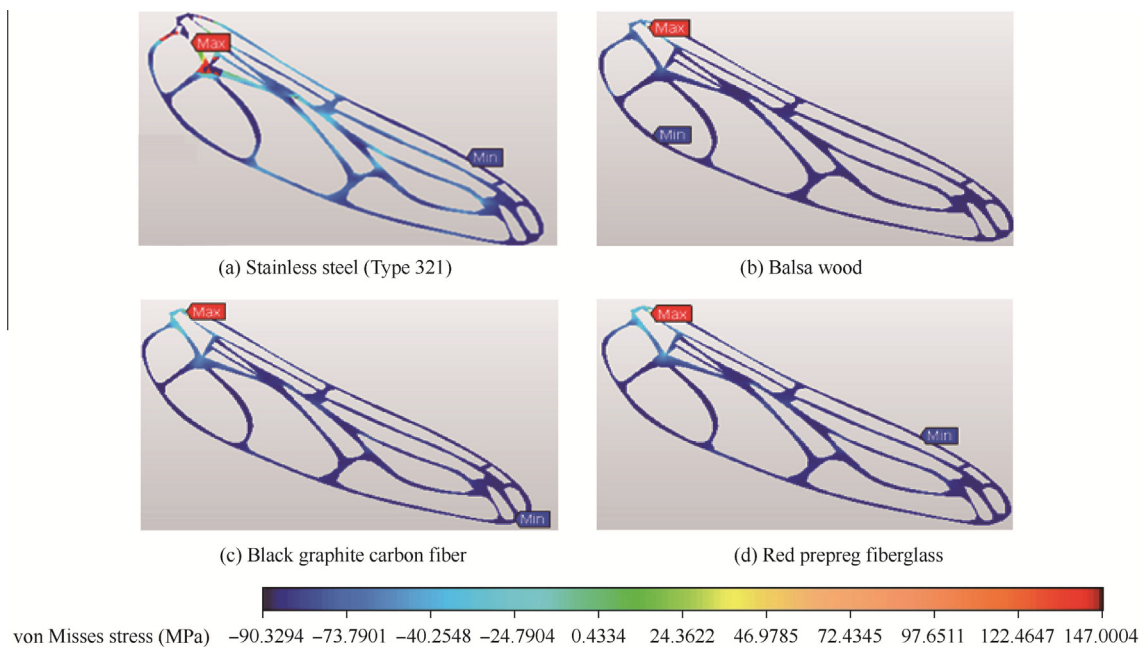 Max
Min
(a) Stainless steel (Type 321)
Max
Min
(b) Balsa wood
Max
Min
(c) Black graphite carbon fiber
Max
Min
(d) Red prepreg fiberglass
von Misses stress (MPa) −90.3294 −73.7901 −40.2548 −24.7904 0.4334 24.3622 46.9785 72.4345 97.6511 122.4647 147.0004